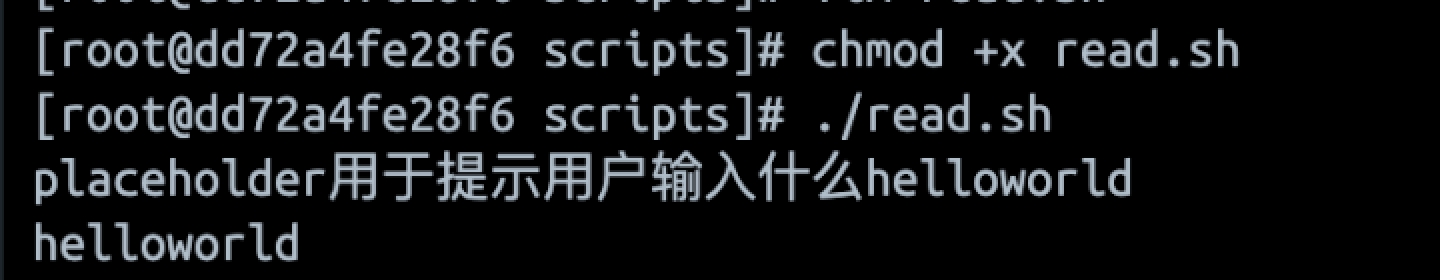 [root@dd72a4fe28f6 scripts]# chmod +x read.sh
[root@dd72a4fe28f6 scripts]# ./read.sh
placeholder用于提示用户输入什么helloworld
helloworld